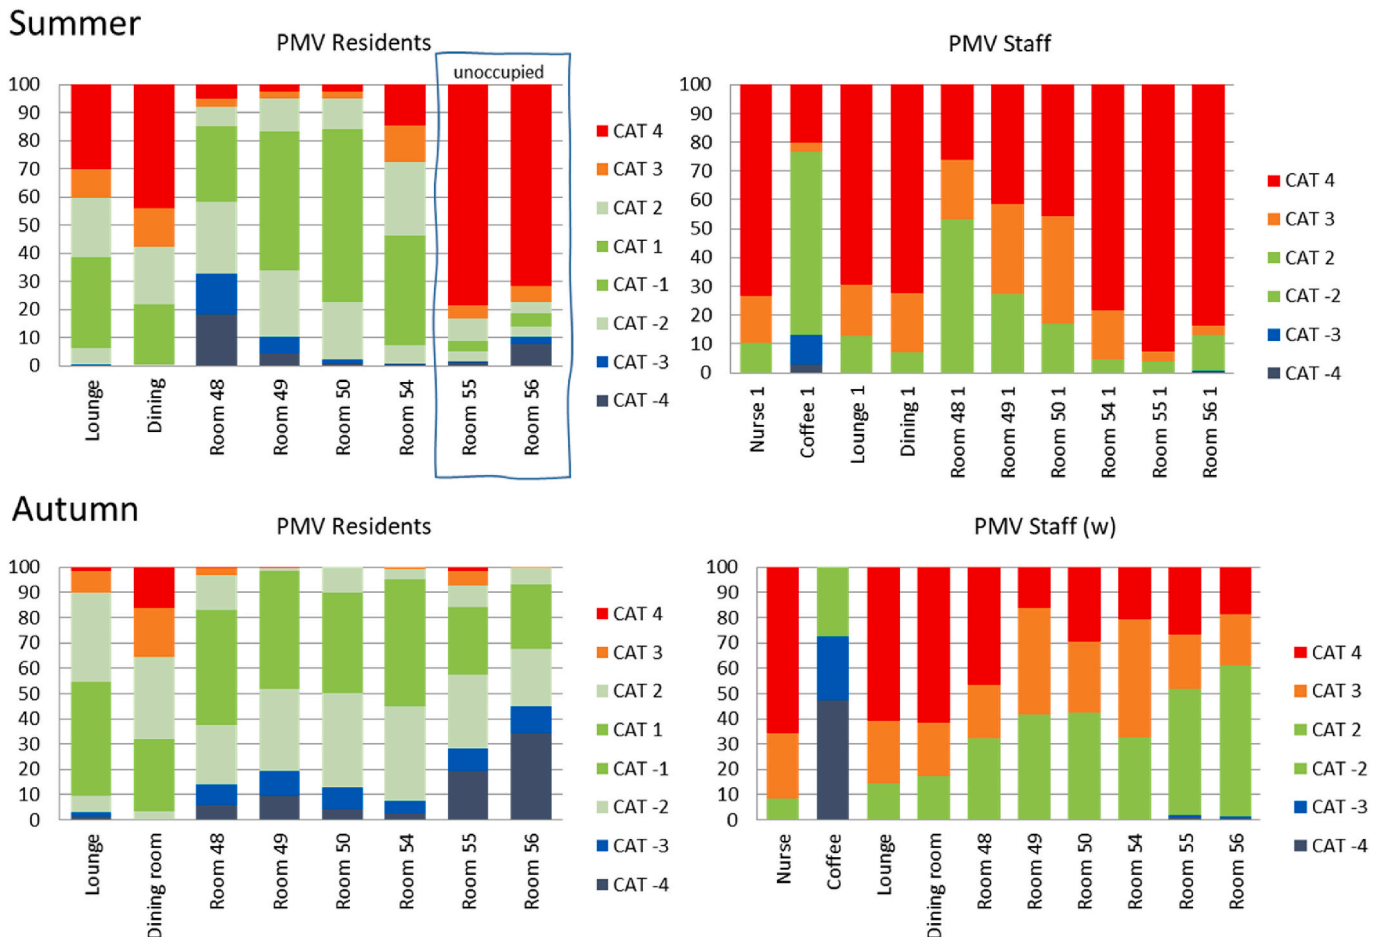 Summer
PMV Residents
unoccupied
100
90
80
70
60
50
40
30
20
10
0
Lounge
Dining
Room 48
Room 49
Room 50
Room 54
Room 55
Room 56
CAT 4
CAT 3
CAT 2
CAT 1
CAT -1
CAT -2
CAT -3
CAT -4
PMV Staff
100
90
80
70
60
50
40
30
20
10
0
Nurse 1
Coffee 1
Lounge 1
Dining 1
Room 48 1
Room 49 1
Room 50 1
Room 54 1
Room 55 1
Room 56 1
CAT 4
CAT 3
CAT 2
CAT -2
CAT -3
CAT -4
Autumn
PMV Residents
100
90
80
70
60
50
40
30
20
10
0
Lounge
Dining room
Room 48
Room 49
Room 50
Room 54
Room 55
Room 56
CAT 4
CAT 3
CAT 2
CAT 1
CAT -1
CAT -2
CAT -3
CAT -4
PMV Staff (w)
100
90
80
70
60
50
40
30
20
10
0
Nurse
Coffee
Lounge
Dining room
Room 48
Room 49
Room 50
Room 54
Room 55
Room 56
CAT 4
CAT 3
CAT 2
CAT -2
CAT -3
CAT -4